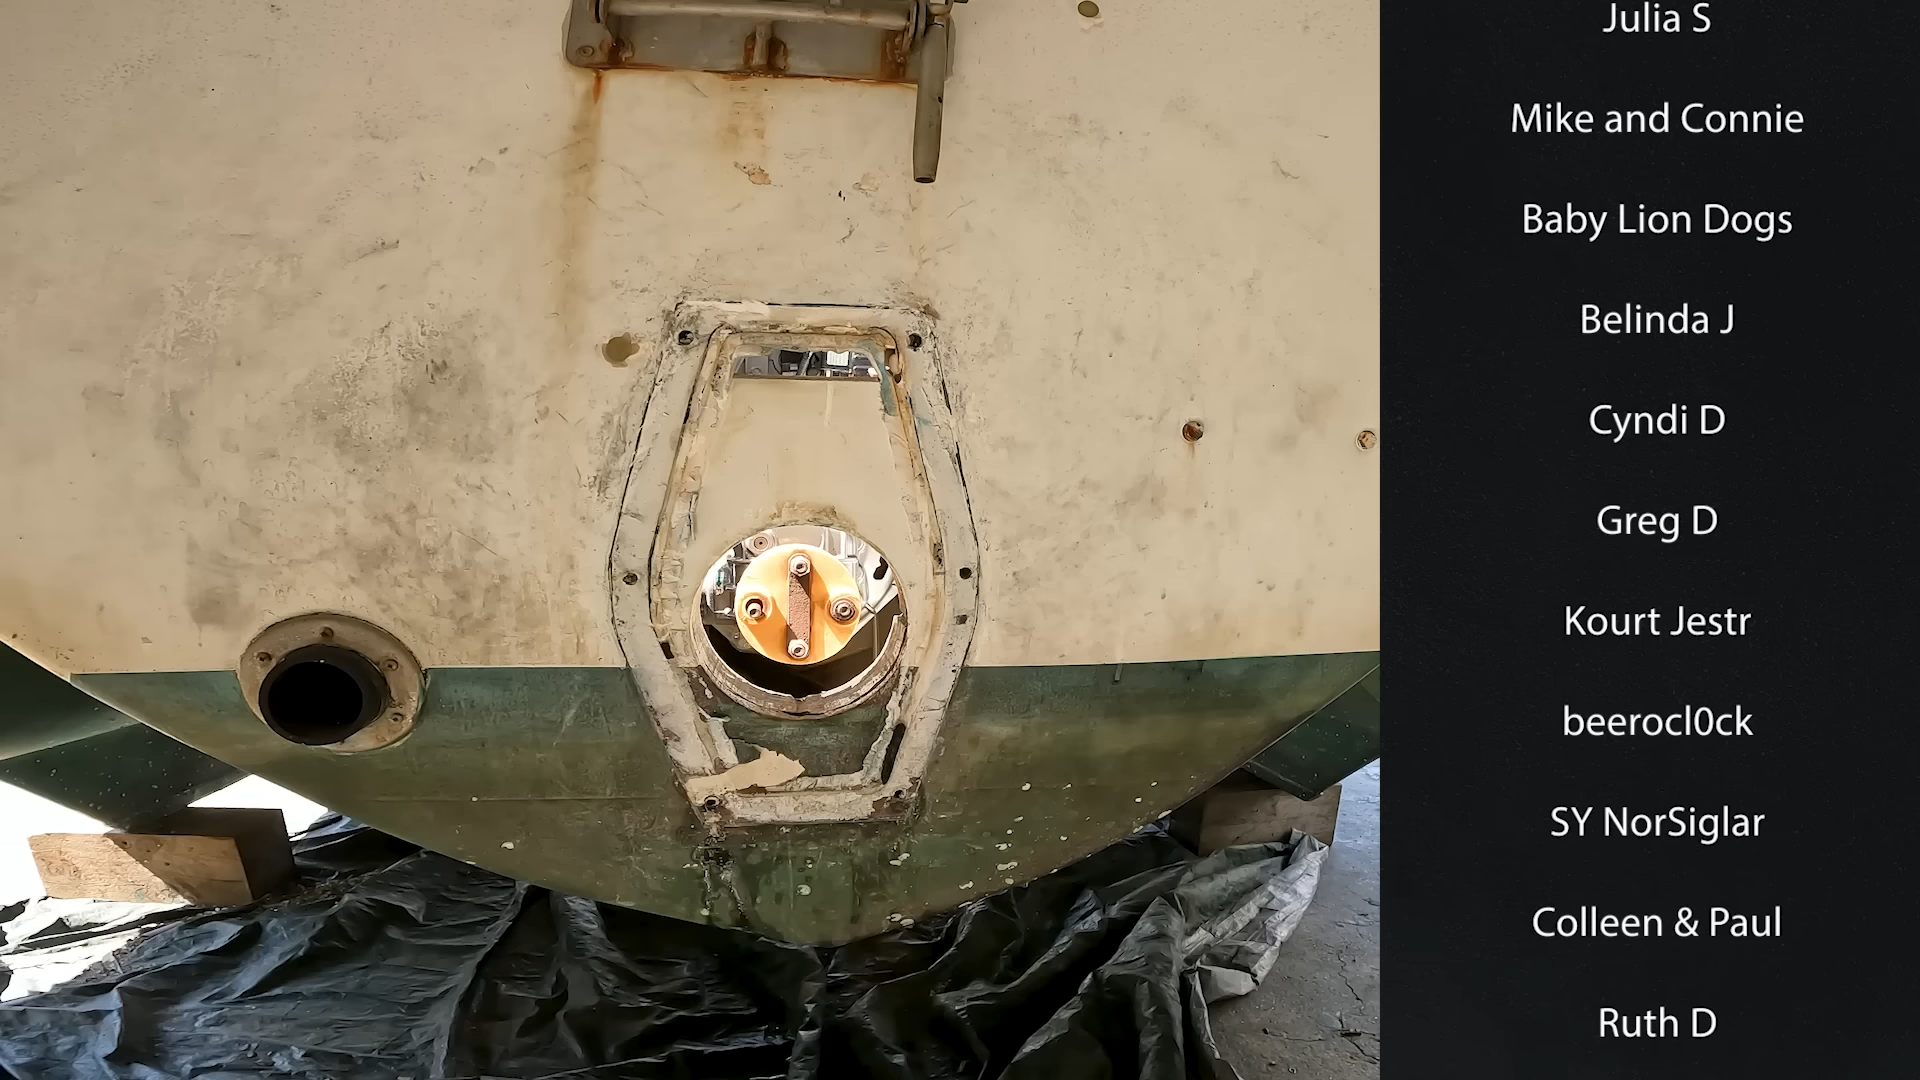 Julia S
Mike and Connie
Baby Lion Dogs
Belinda J
Cyndi D
Greg D
Kourt Jestr
beerocl0ck
SY NorSiglar
Colleen & Paul
Ruth D